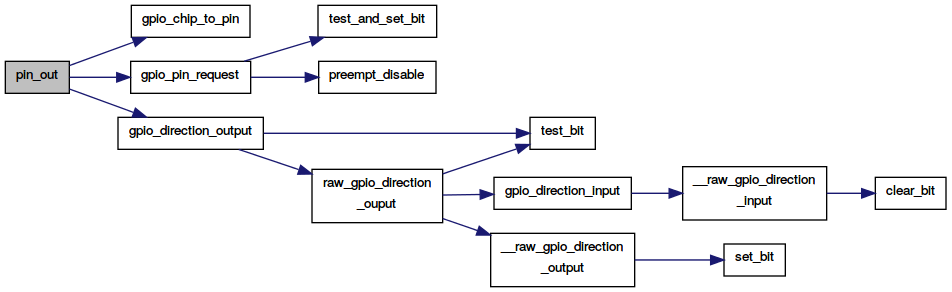 gpio_chip_to_pin
test_and_set_bit
pin_out
gpio_pin_request
preempt_disable
gpio_direction_output
test_bit
raw_gpio_direction
_ouput
gpio_direction_input
__raw_gpio_direction
_input
clear_bit
__raw_gpio_direction
_output
set_bit